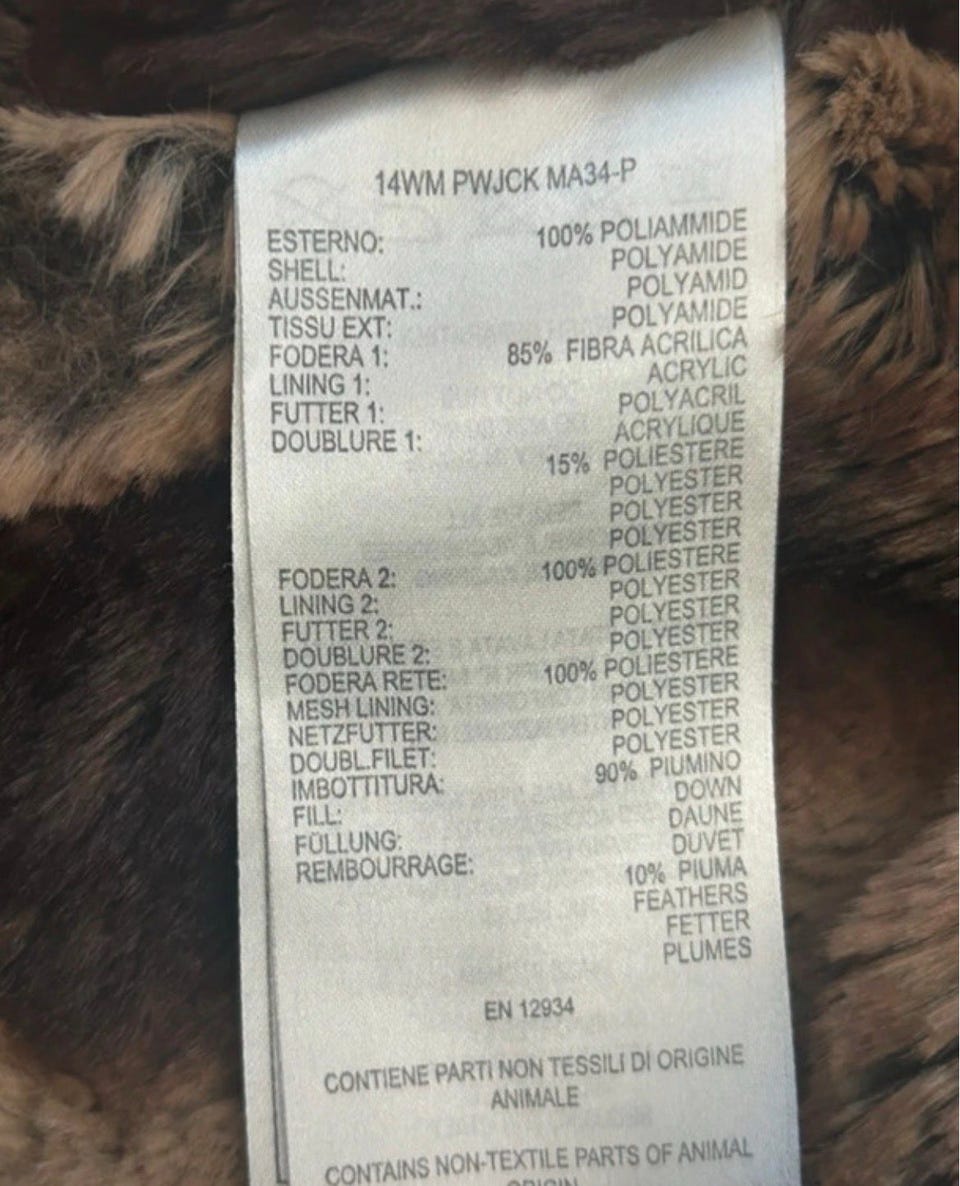 14WM PWJCK MA34-P
ESTERNO: 100% POLIAMMIDE
SHELL: POLYAMIDE
AUSSENMAT.: POLYAMID
TISSU EXT: POLYAMIDE
FODERA 1: 85% FIBRA ACRILICA
LINING 1: ACRYLIC
FUTTER 1: POLYACRIL
DOUBLURE 1: ACRYLIQUE
15% POLIESTERE
POLYESTER
POLYESTER
POLYESTER
FODERA 2: 100% POLIESTERE
LINING 2: POLYESTER
FUTTER 2: POLYESTER
DOUBLURE 2: POLYESTER
FODERA RETE: 100% POLIESTERE
MESH LINING: POLYESTER
NETZFUTTER: POLYESTER
DOUBL.FILET: POLYESTER
IMBOTTITURA: 90% PIUMINO
FILL: DOWN
FÜLLUNG: DAUNE
REMBOURRAGE: DUVET
10% PIUMA
FEATHERS
FETTER
PLUMES
EN 12934
CONTIENE PARTI NON TESSILI DI ORIGINE
ANIMALE
CONTAINS NON-TEXTILE PARTS OF ANIMAL
ORIGIN